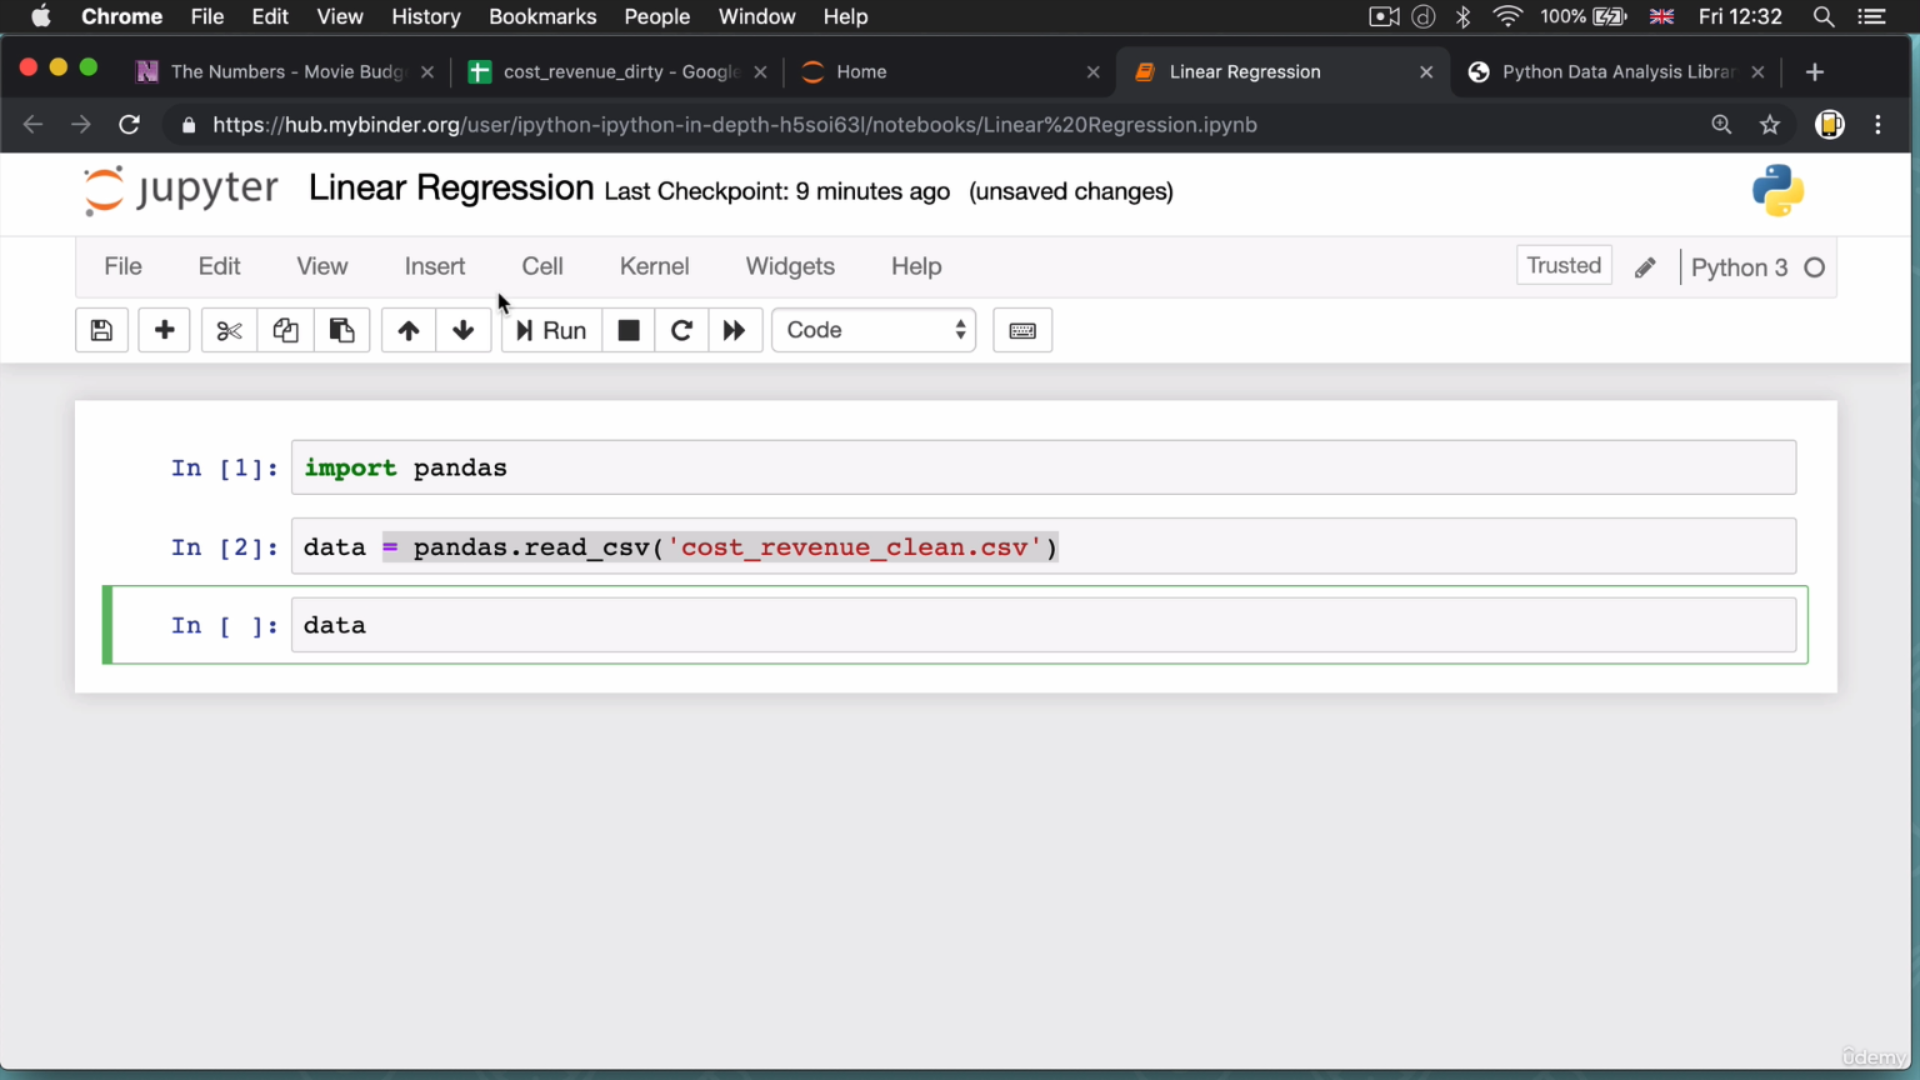 Chrome File Edit View History Bookmarks People Window Help 100% Fri 12:32
The Numbers - Movie Budg cost_revenue_dirty - Google Home Linear Regression Python Data Analysis Librar
https://hub.mybinder.org/user/ipython-ipython-in-depth-h5soi63l/notebooks/Linear%20Regression.ipynb
jupyter Linear Regression Last Checkpoint: 9 minutes ago (unsaved changes)
File Edit View Insert Cell Kernel Widgets Help Trusted Python 3
Run Code
In [1]: import pandas
In [2]: data = pandas.read_csv('cost_revenue_clean.csv')
In [ ]: data
ûdemy